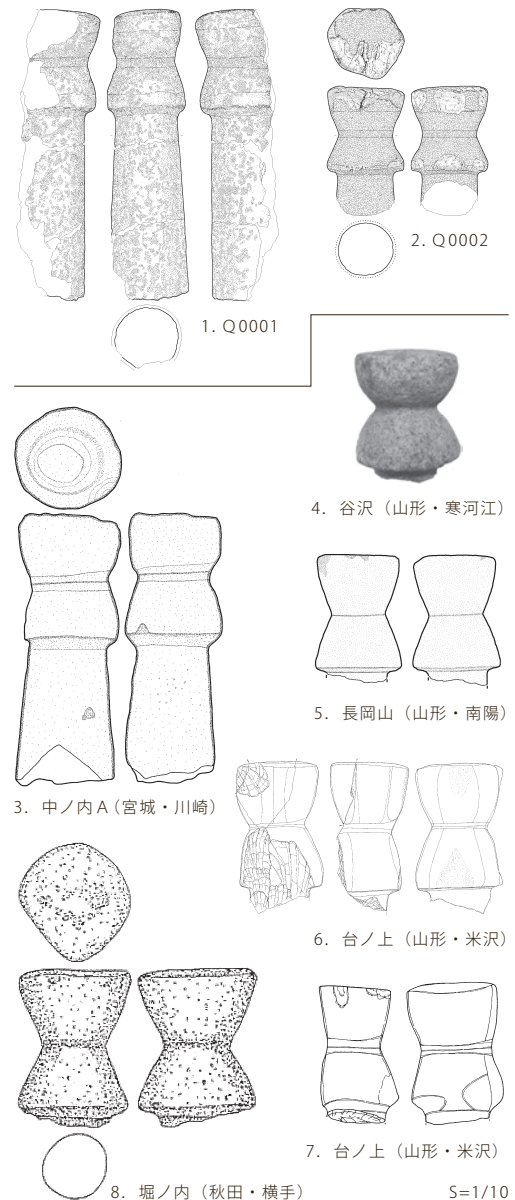 1. Q0001
2. Q0002
3. 中ノ内A(宮城・川崎)
4. 谷沢(山形・寒河江)
5. 長岡山(山形・南陽)
6. 台ノ上(山形・米沢)
7. 台ノ上(山形・米沢)
8. 堀ノ内(秋田・横手)
S=1/10